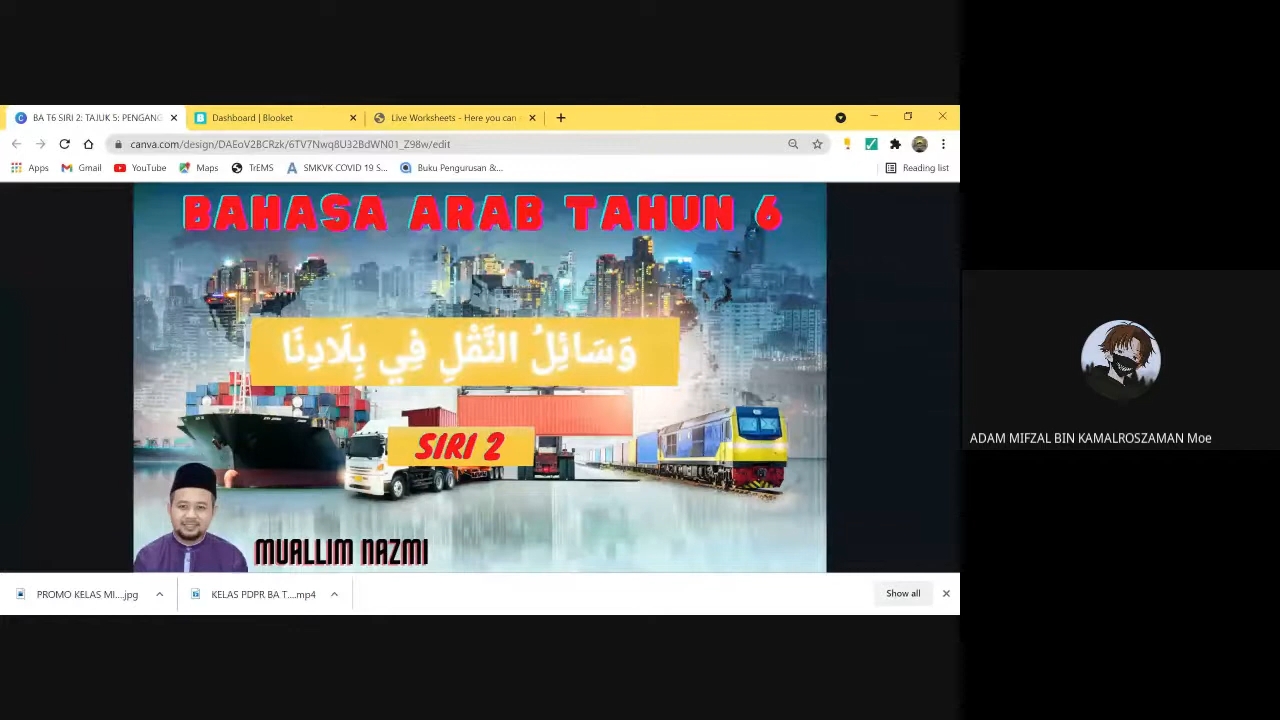 BA T6 SIRI 2: TAJUK 5: PENGANG
Dashboard | Blooket
Live Worksheets - Here you can
canva.com/design/DAEoV2BCRzk/6TV7Nwq8U32BdWN01_Z98w/edit
Apps
Gmail
YouTube
Maps
TrEMS
SMKVK COVID 19 S...
Buku Pengurusan &...
Reading list
BAHASA ARAB TAHUN 6
وَسَائِلُ النَّقْلِ فِي بِلَادِنَا
SIRI 2
MUALLIM NAZMI
ADAM MIFZAL BIN KAMALROSZAMAN Moe
PROMO KELAS MI....jpg
KELAS PDPR BA T....mp4
Show all